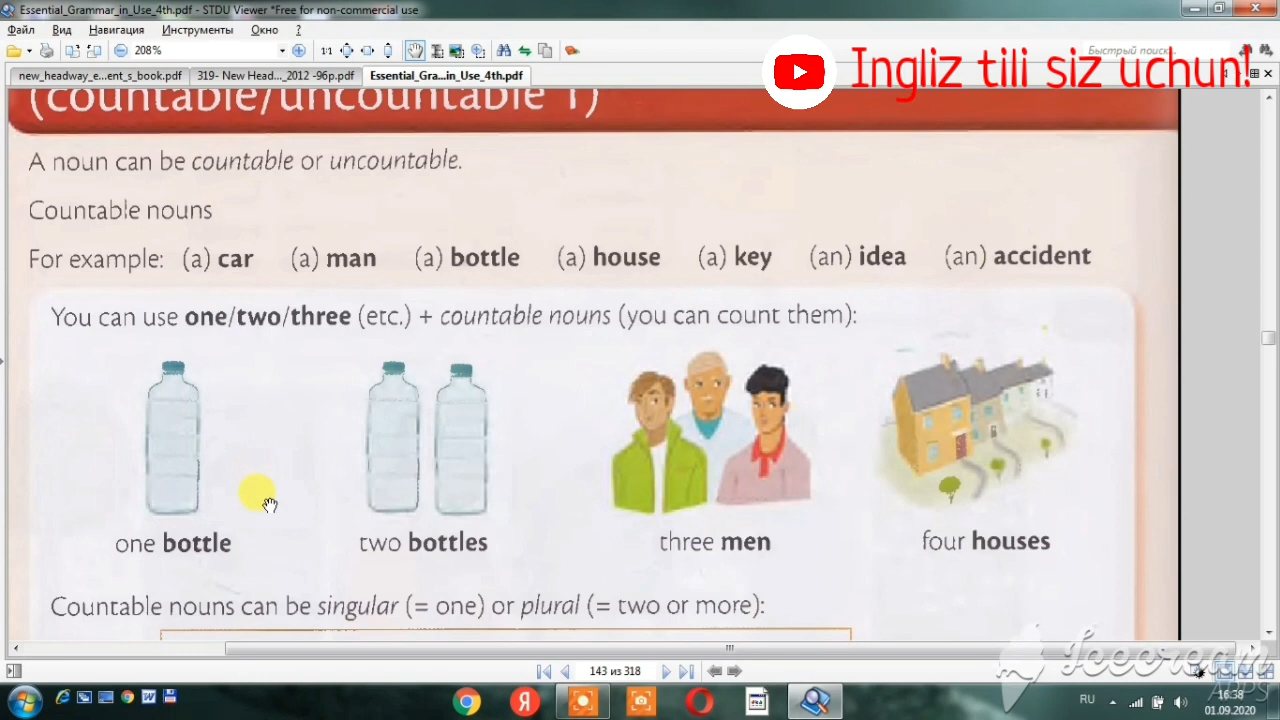 Essential_Grammar_in_Use_4th.pdf - STDU Viewer *Free for non-commercial use
Файл Вид Навигация Инструменты Окно ?
208%
1:1
Быстрый поиск...
new_headway_e...ent_s_book.pdf
319- New Head..._2012 -96p.pdf
Essential_Gra...in_Use_4th.pdf
Ingliz tili siz uchun!
(countable/uncountable 1)
A noun can be countable or uncountable.
Countable nouns
For example: (a) car (a) man (a) bottle (a) house (a) key (an) idea (an) accident
You can use one/two/three (etc.) + countable nouns (you can count them):
one bottle
two bottles
three men
four houses
Countable nouns can be singular (= one) or plural (= two or more):
143 из 318
Icecream
APPS
RU
16:38
01.09.2020